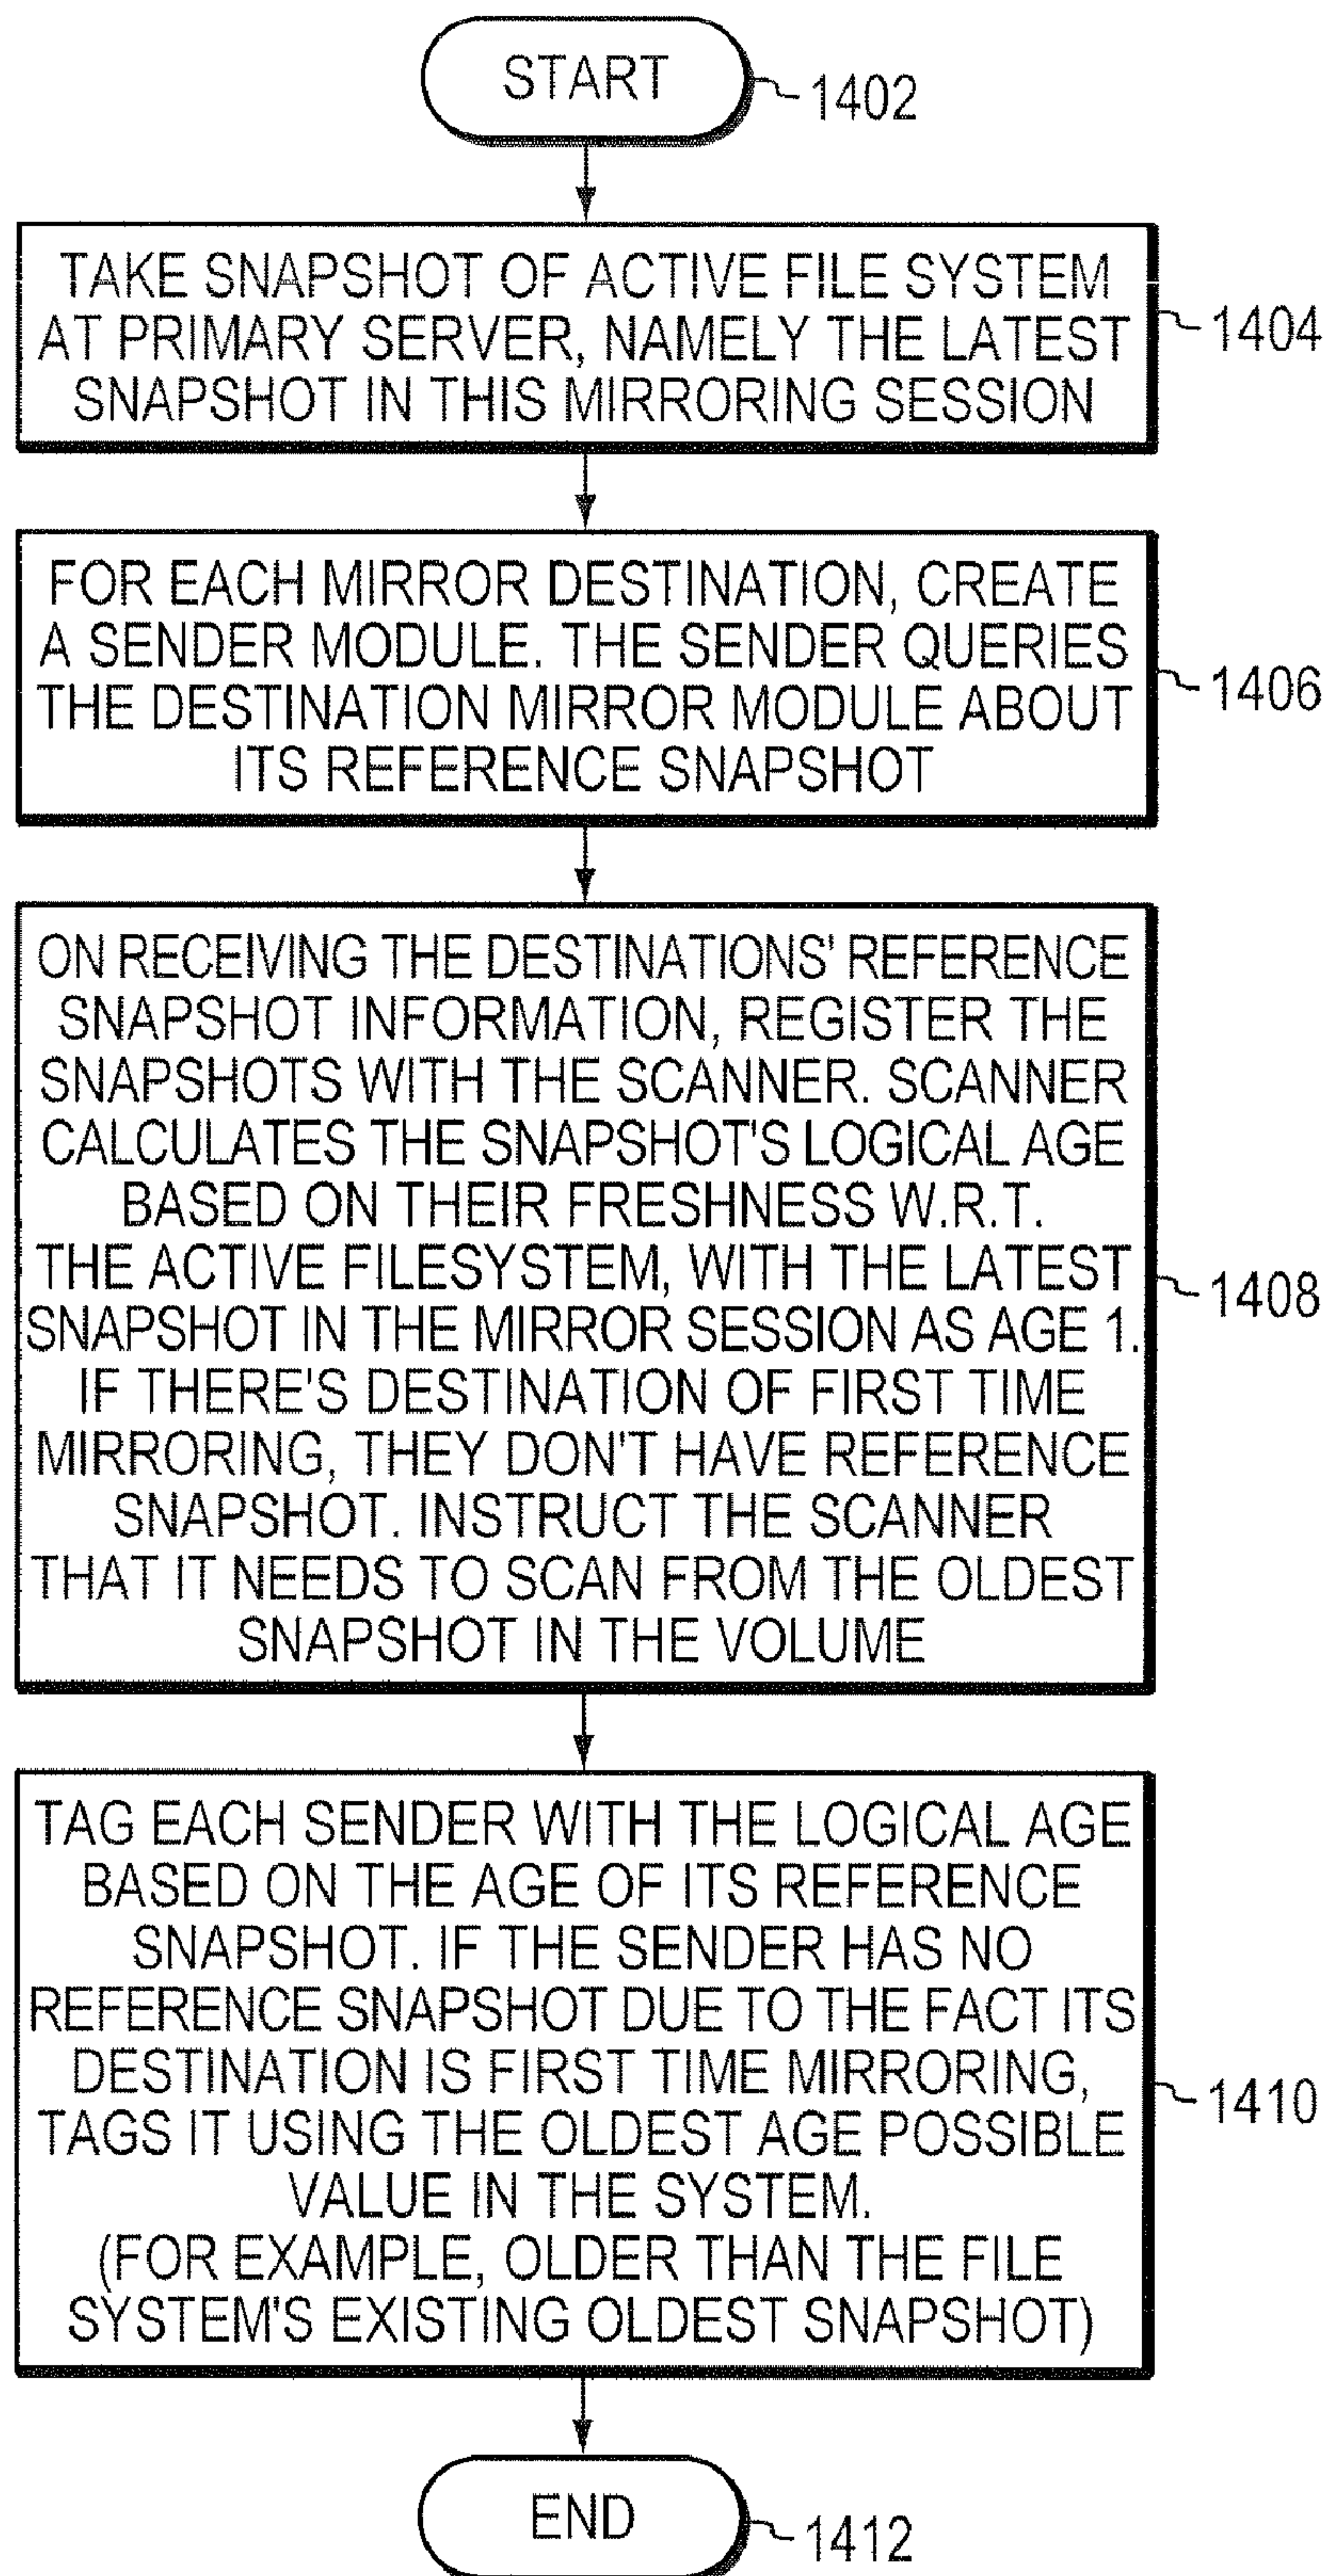 START
1402
TAKE SNAPSHOT OF ACTIVE FILE SYSTEM
AT PRIMARY SERVER, NAMELY THE LATEST
SNAPSHOT IN THIS MIRRORING SESSION
1404
FOR EACH MIRROR DESTINATION, CREATE
A SENDER MODULE. THE SENDER QUERIES
THE DESTINATION MIRROR MODULE ABOUT
ITS REFERENCE SNAPSHOT
1406
ON RECEIVING THE DESTINATIONS' REFERENCE
SNAPSHOT INFORMATION, REGISTER THE
SNAPSHOTS WITH THE SCANNER. SCANNER
CALCULATES THE SNAPSHOT'S LOGICAL AGE
BASED ON THEIR FRESHNESS W.R.T.
THE ACTIVE FILESYSTEM, WITH THE LATEST
SNAPSHOT IN THE MIRROR SESSION AS AGE 1.
IF THERE'S DESTINATION OF FIRST TIME
MIRRORING, THEY DON'T HAVE REFERENCE
SNAPSHOT. INSTRUCT THE SCANNER
THAT IT NEEDS TO SCAN FROM THE OLDEST
SNAPSHOT IN THE VOLUME
1408
TAG EACH SENDER WITH THE LOGICAL AGE
BASED ON THE AGE OF ITS REFERENCE
SNAPSHOT. IF THE SENDER HAS NO
REFERENCE SNAPSHOT DUE TO THE FACT ITS
DESTINATION IS FIRST TIME MIRRORING,
TAGS IT USING THE OLDEST AGE POSSIBLE
VALUE IN THE SYSTEM.
(FOR EXAMPLE, OLDER THAN THE FILE
SYSTEM'S EXISTING OLDEST SNAPSHOT)
1410
END
1412